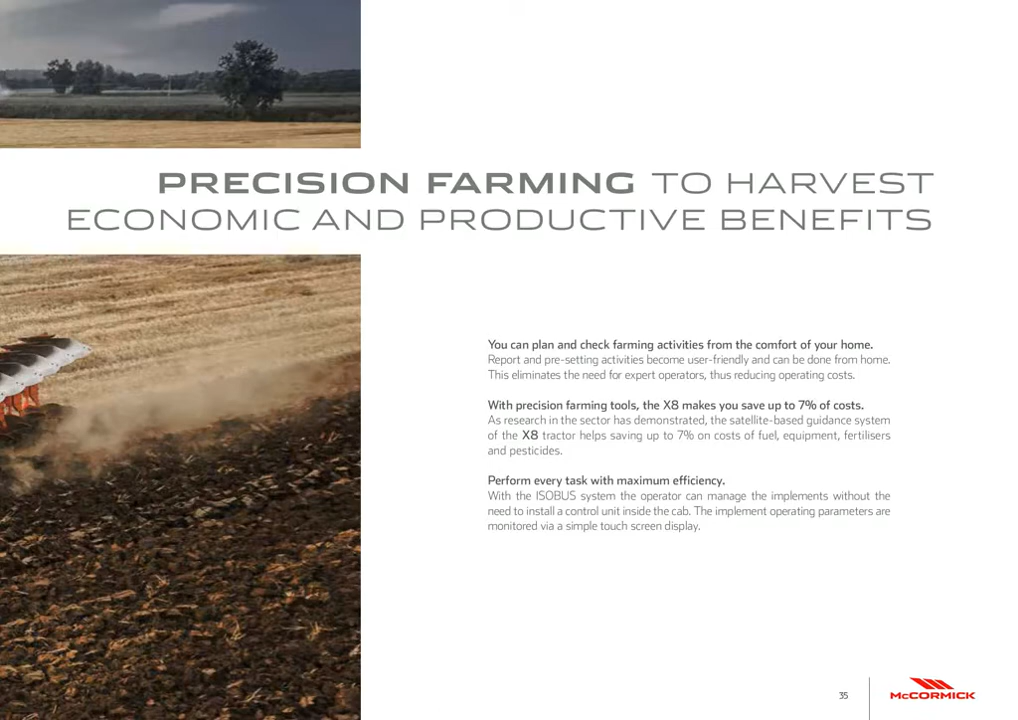 PRECISION FARMING TO HARVEST
ECONOMIC AND PRODUCTIVE BENEFITS
You can plan and check farming activities from the comfort of your home.
Report and pre-setting activities become user-friendly and can be done from home.
This eliminates the need for expert operators, thus reducing operating costs.
With precision farming tools, the X8 makes you save up to 7% of costs.
As research in the sector has demonstrated, the satellite-based guidance system
of the X8 tractor helps saving up to 7% on costs of fuel, equipment, fertilisers
and pesticides.
Perform every task with maximum efficiency.
With the ISOBUS system the operator can manage the implements without the
need to install a control unit inside the cab. The implement operating parameters are
monitored via a simple touch screen display.
35
McCORMICK